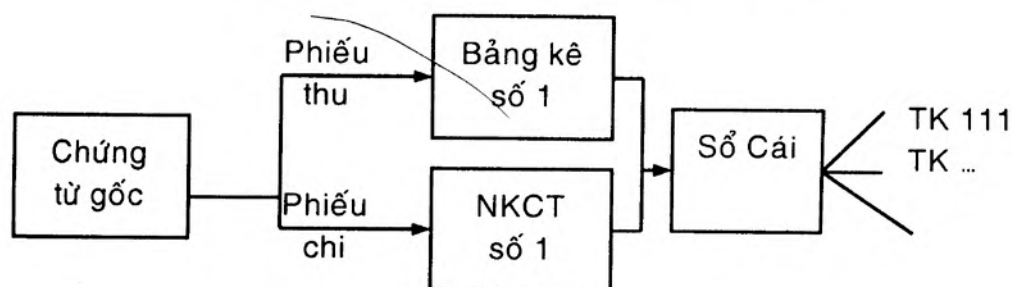 Chứng
từ gốc
Phiếu
thu
Phiếu
chi
Bảng kê
số 1
NKCT
số 1
Sổ Cái
TK 111
TK ...